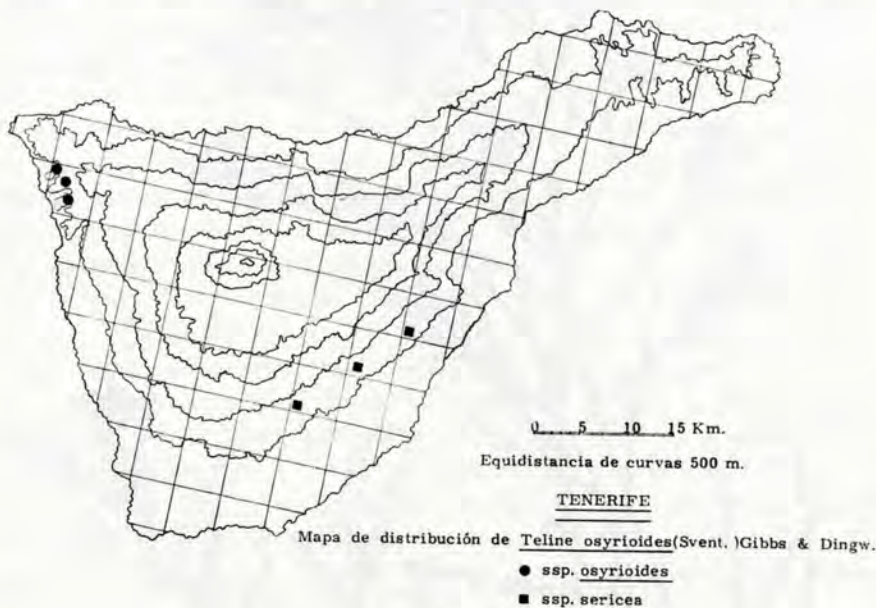 0 5 10 15 Km.
Equidistancia de curvas 500 m.
TENERIFE
Mapa de distribución de Teline osyrioides(Svent.)Gibbs & Dingw.
● ssp. osyrioides
■ ssp. sericea